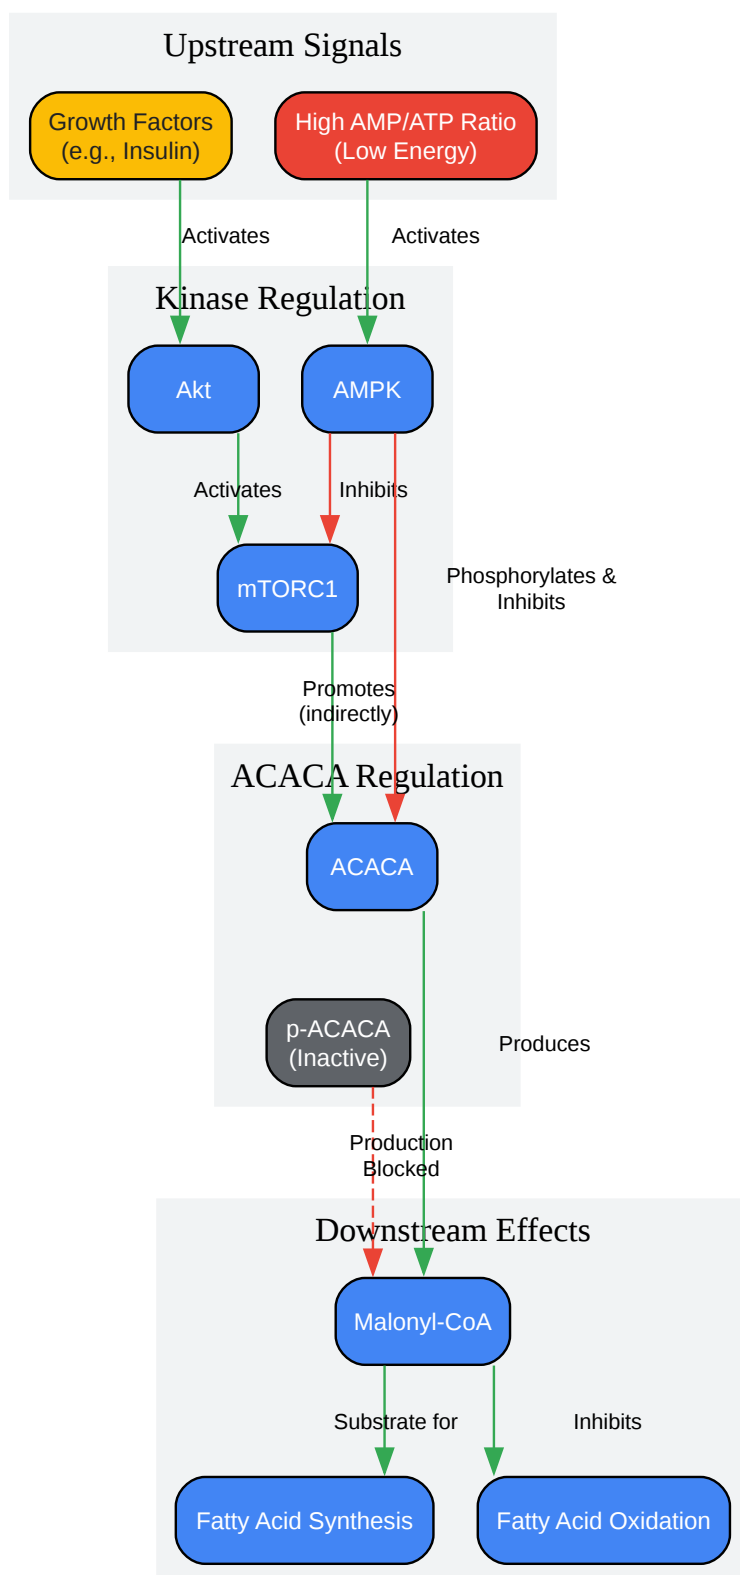 Upstream Signals
Growth Factors
(e.g., Insulin)
High AMP/ATP Ratio
(Low Energy)
Activates
Activates
Kinase Regulation
Akt
AMPK
Activates
Inhibits
mTORC1
Phosphorylates &
Inhibits
Promotes
(indirectly)
ACACA Regulation
ACACA
p-ACACA
(Inactive)
Produces
Production
Blocked
Downstream Effects
Malonyl-CoA
Substrate for
Inhibits
Fatty Acid Synthesis
Fatty Acid Oxidation